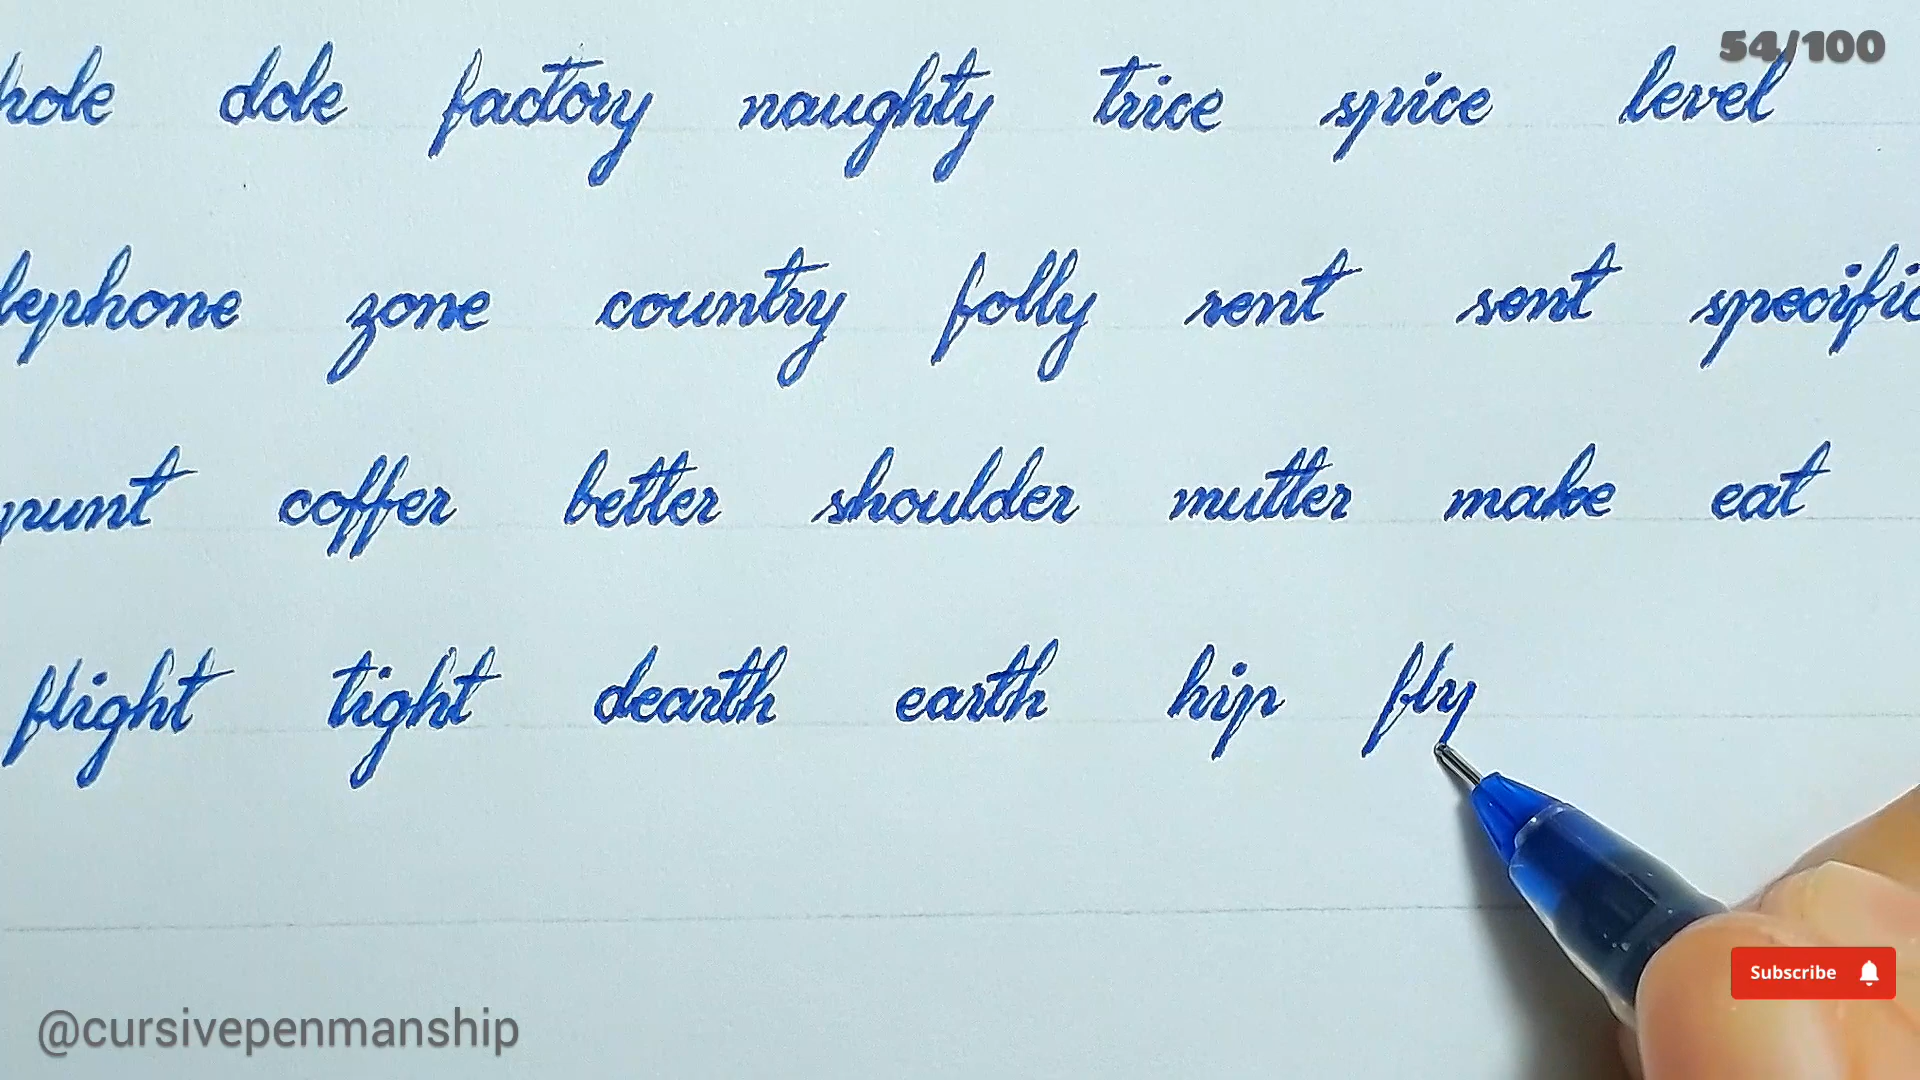 54/100
hole dole factory naughty trice spice level
lephone zone country folly rent sent specific
punt coffer better shoulder mutter make eat
flight tight dearth earth hip fly
Subscribe
@cursivepenmanship